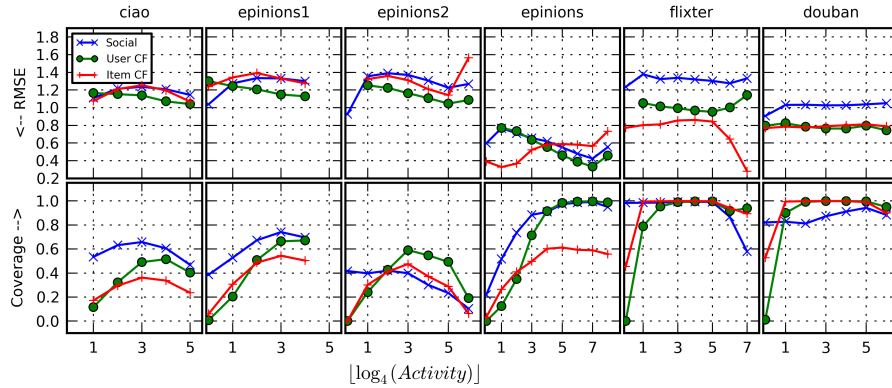 ciao epinions1 epinions2 epinions flixter douban
<-- RMSE
1.8
1.6
1.4
1.2
1.0
0.8
0.6
0.4
0.2
Social
User CF
Item CF
Coverage -->
1.0
0.8
0.6
0.4
0.2
0.0
1 3 5 1 3 5 1 3 5 1 3 5 7 1 3 5 7 1 3 5
⌊log₄(Activity)⌋